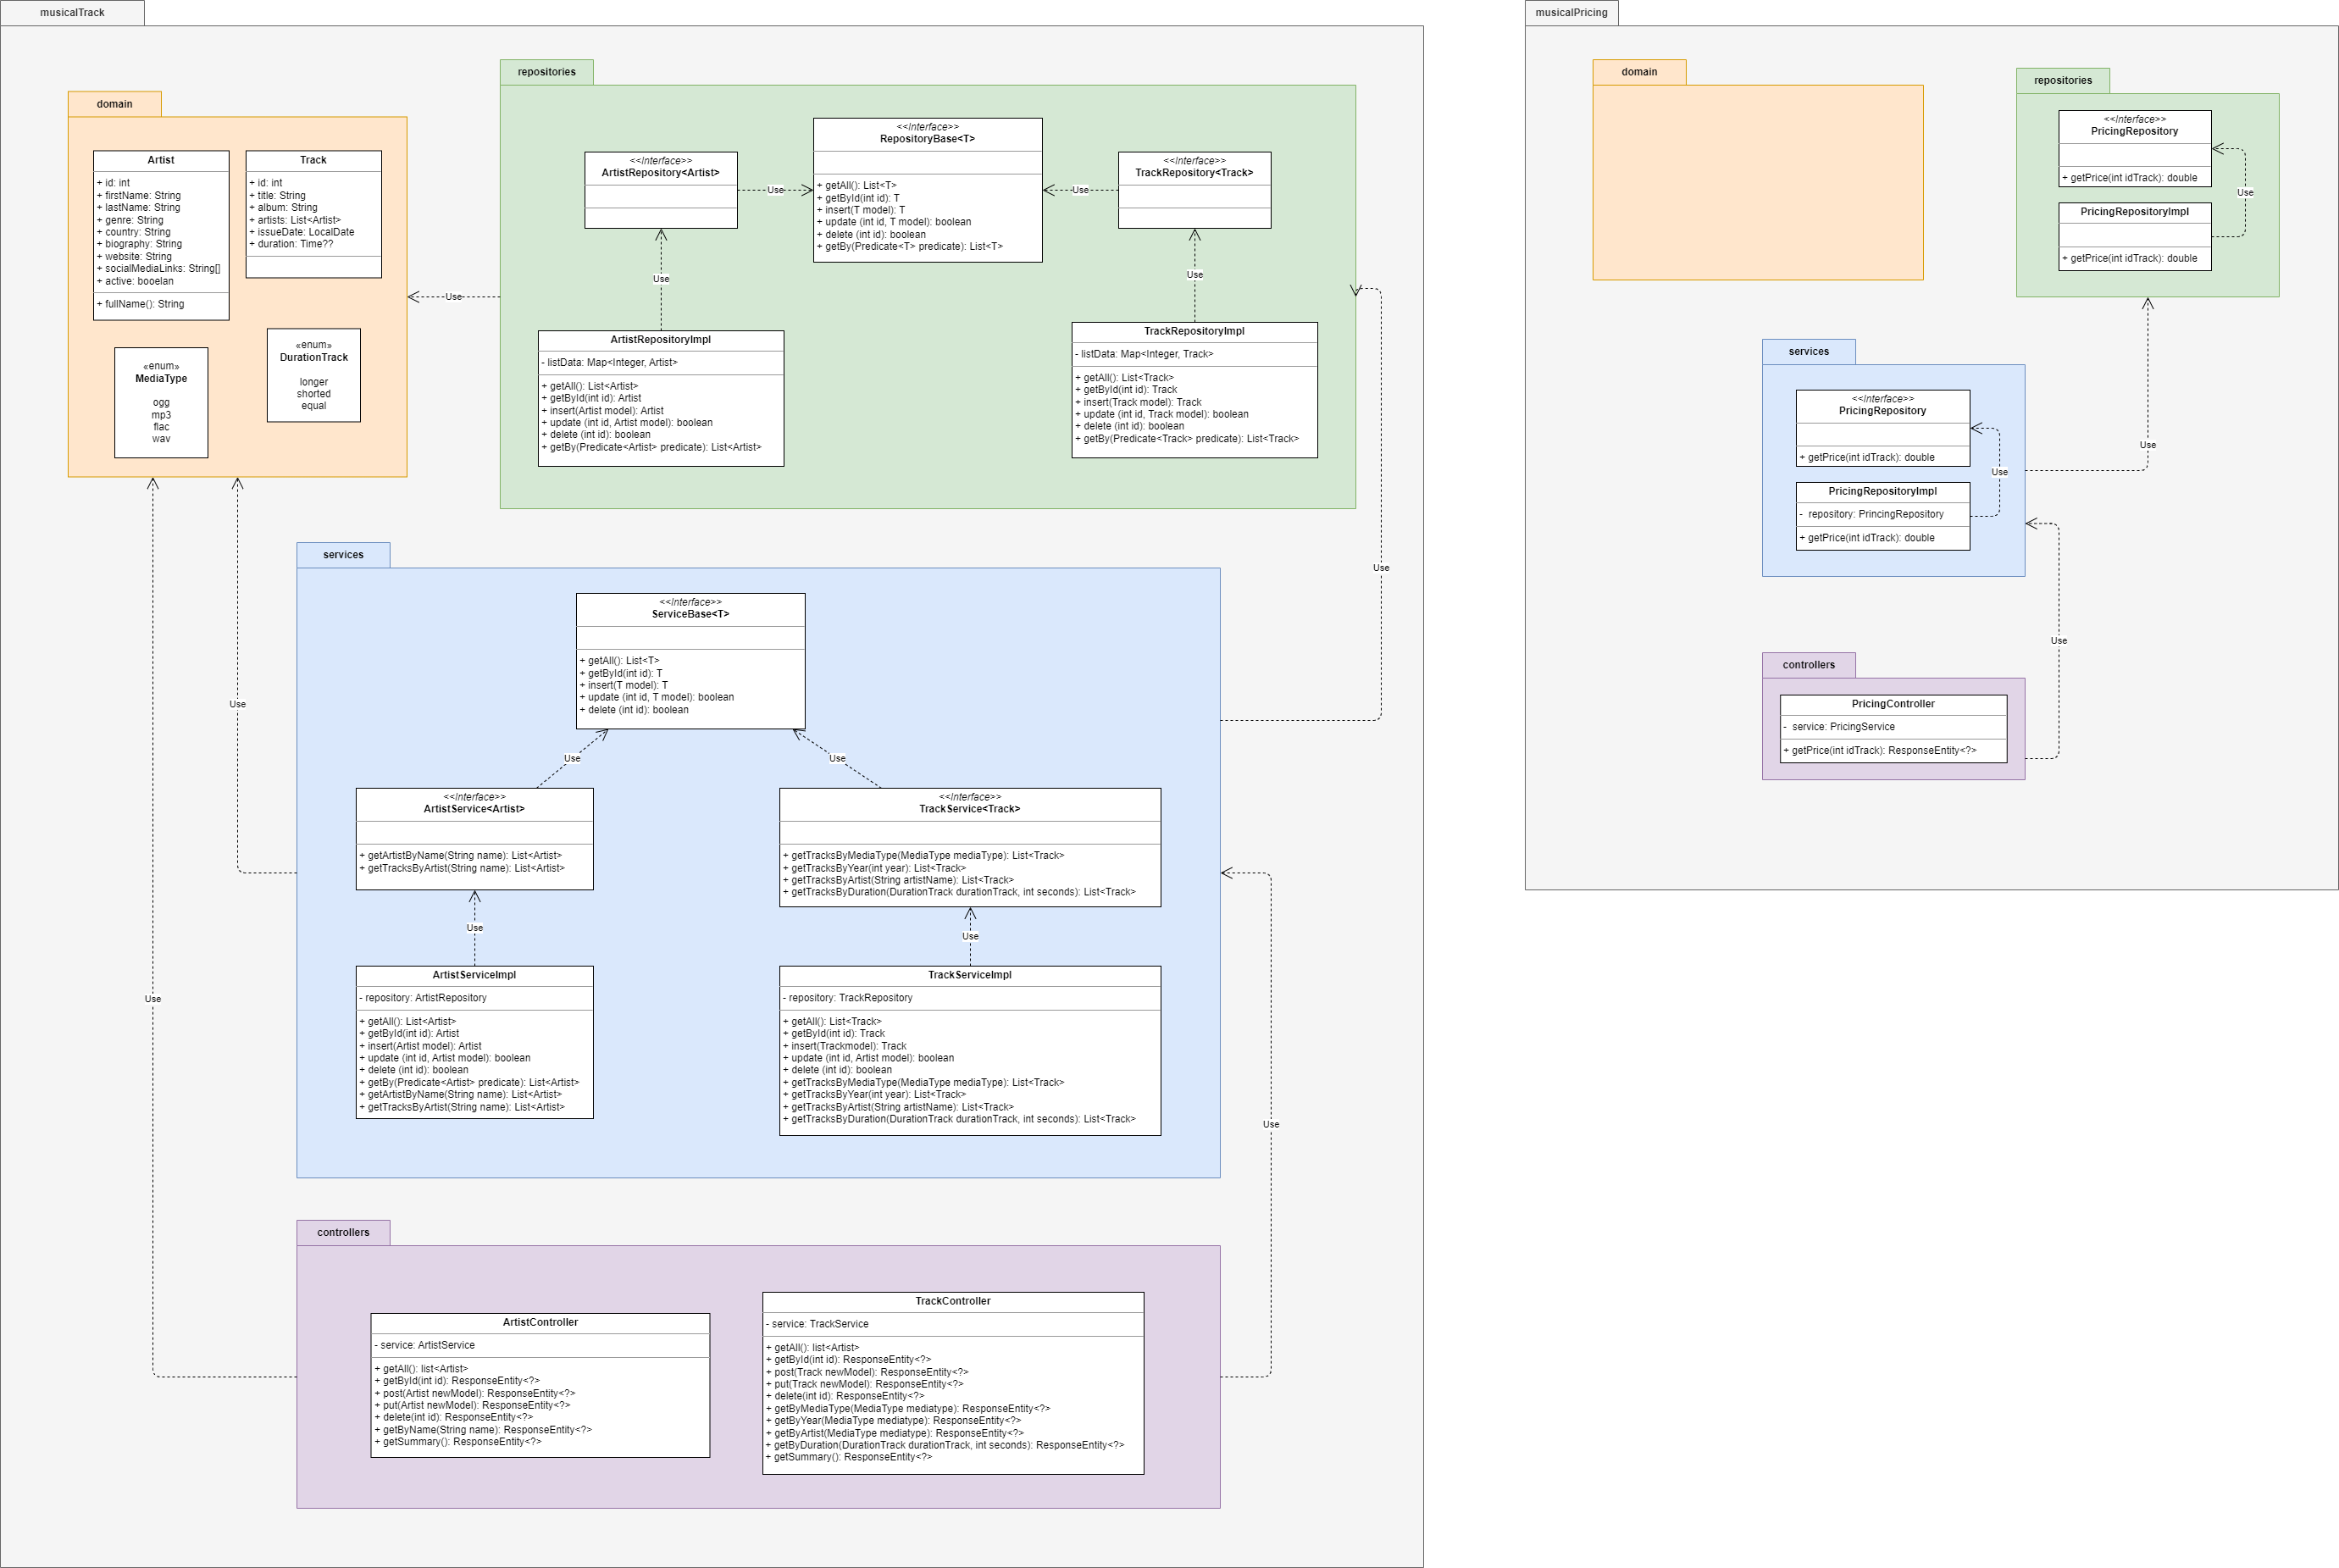 musicalTrack
domain
Artist
+ id: int
+ firstName: String
+ lastName: String
+ genre: String
+ country: String
+ biography: String
+ website: String
+ socialMediaLinks: String[]
+ active: booelan
+ fullName(): String
Track
+ id: int
+ title: String
+ album: String
+ artists: List<Artist>
+ issueDate: LocalDate
+ duration: Time??
«enum»
MediaType
ogg
mp3
flac
wav
«enum»
DurationTrack
longer
shorted
equal
Use
repositories
<<Interface>>
ArtistRepository<Artist>
Use
<<Interface>>
RepositoryBase<T>
+ getAll(): List<T>
+ getById(int id): T
+ insert(T model): T
+ update (int id, T model): boolean
+ delete (int id): boolean
+ getBy(Predicate<T> predicate): List<T>
Use
<<Interface>>
TrackRepository<Track>
Use
Use
ArtistRepositoryImpl
- listData: Map<Integer, Artist>
+ getAll(): List<Artist>
+ getById(int id): Artist
+ insert(Artist model): Artist
+ update (int id, Artist model): boolean
+ delete (int id): boolean
+ getBy(Predicate<Artist> predicate): List<Artist>
TrackRepositoryImpl
- listData: Map<Integer, Track>
+ getAll(): List<Track>
+ getById(int id): Track
+ insert(Track model): Track
+ update (int id, Track model): boolean
+ delete (int id): boolean
+ getBy(Predicate<Track> predicate): List<Track>
Use
services
<<Interface>>
ServiceBase<T>
+ getAll(): List<T>
+ getById(int id): T
+ insert(T model): T
+ update (int id, T model): boolean
+ delete (int id): boolean
Use
Use
Use
<<Interface>>
ArtistService<Artist>
+ getArtistByName(String name): List<Artist>
+ getTracksByArtist(String name): List<Artist>
<<Interface>>
TrackService<Track>
+ getTracksByMediaType(MediaType mediaType): List<Track>
+ getTracksByYear(int year): List<Track>
+ getTracksByArtist(String artistName): List<Track>
+ getTracksByDuration(DurationTrack durationTrack, int seconds): List<Track>
Use
Use
ArtistServiceImpl
- repository: ArtistRepository
+ getAll(): List<Artist>
+ getById(int id): Artist
+ insert(Artist model): Artist
+ update (int id, Artist model): boolean
+ delete (int id): boolean
+ getBy(Predicate<Artist> predicate): List<Artist>
+ getArtistByName(String name): List<Artist>
+ getTracksByArtist(String name): List<Artist>
TrackServiceImpl
- repository: TrackRepository
+ getAll(): List<Track>
+ getById(int id): Track
+ insert(Trackmodel): Track
+ update (int id, Artist model): boolean
+ delete (int id): boolean
+ getTracksByMediaType(MediaType mediaType): List<Track>
+ getTracksByYear(int year): List<Track>
+ getTracksByArtist(String artistName): List<Track>
+ getTracksByDuration(DurationTrack durationTrack, int seconds): List<Track>
Use
Use
controllers
ArtistController
- service: ArtistService
+ getAll(): list<Artist>
+ getById(int id): ResponseEntity<?>
+ post(Artist newModel): ResponseEntity<?>
+ put(Artist newModel): ResponseEntity<?>
+ delete(int id): ResponseEntity<?>
+ getByName(String name): ResponseEntity<?>
+ getSummary(): ResponseEntity<?>
TrackController
- service: TrackService
+ getAll(): list<Artist>
+ getById(int id): ResponseEntity<?>
+ post(Track newModel): ResponseEntity<?>
+ put(Track newModel): ResponseEntity<?>
+ delete(int id): ResponseEntity<?>
+ getByMediaType(MediaType mediatype): ResponseEntity<?>
+ getByYear(MediaType mediatype): ResponseEntity<?>
+ getByArtist(MediaType mediatype): ResponseEntity<?>
+ getByDuration(DurationTrack durationTrack, int seconds): ResponseEntity<?>
+ getSummary(): ResponseEntity<?>
musicalPricing
domain
repositories
<<Interface>>
PricingRepository
+ getPrice(int idTrack): double
Use
PricingRepositoryImpl
+ getPrice(int idTrack): double
Use
services
<<Interface>>
PricingRepository
+ getPrice(int idTrack): double
Use
PricingRepositoryImpl
- repository: PrincingRepository
+ getPrice(int idTrack): double
Use
controllers
PricingController
- service: PricingService
+ getPrice(int idTrack): ResponseEntity<?>